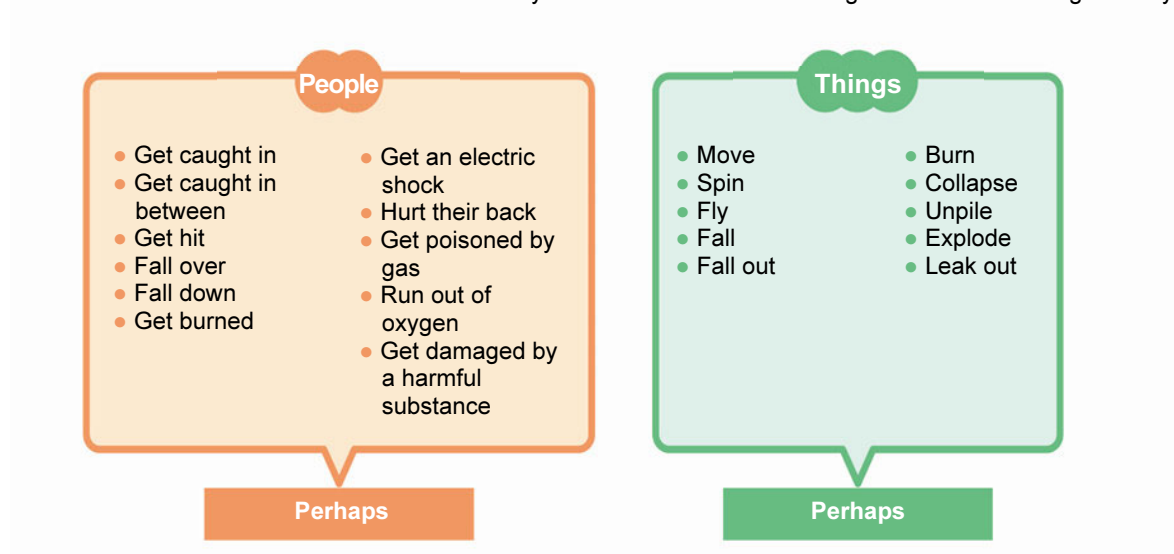 People
Get caught in
Get caught in
between
Get hit
Fall over
Fall down
Get burned
Get an electric
shock
Hurt their back
Get poisoned by
gas
Run out of
oxygen
Get damaged by
a harmful
substance
Perhaps
Things
Move
Spin
Fly
Fall
Fall out
Burn
Collapse
Unpile
Explode
Leak out
Perhaps